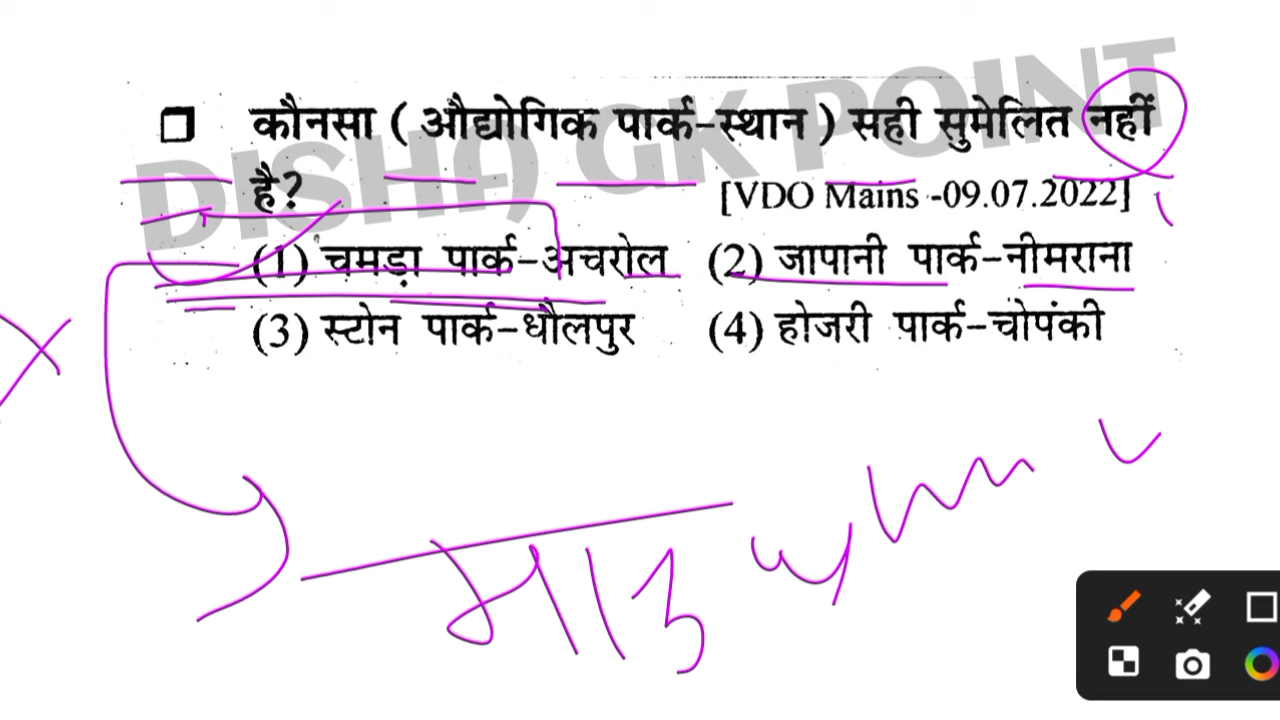 DISHA GK POINT
कौनसा ( औद्योगिक पार्क-स्थान ) सही सुमेलित नहीं
है? [VDO Mains -09.07.2022]
(1) चमड़ा पार्क-अचरोल (2) जापानी पार्क-नीमराना
(3) स्टोन पार्क-धौलपुर (4) होजरी पार्क-चोपंकी